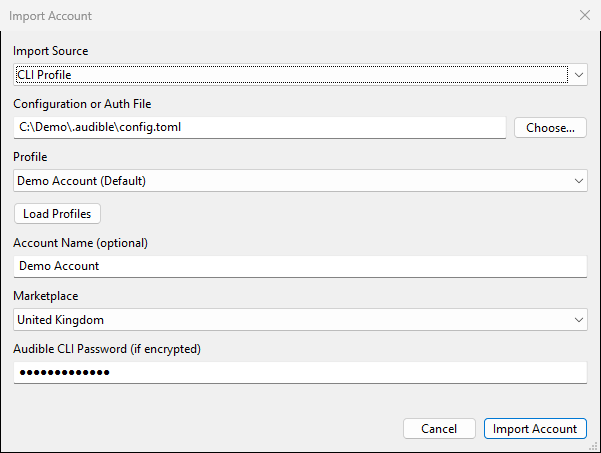 Import Account
Import Source
CLI Profile
Configuration or Auth File
C:\Demo\.audible\config.toml
Choose...
Profile
Demo Account (Default)
Load Profiles
Account Name (optional)
Demo Account
Marketplace
United Kingdom
Audible CLI Password (if encrypted)
●●●●●●●●●●●●●
Cancel
Import Account